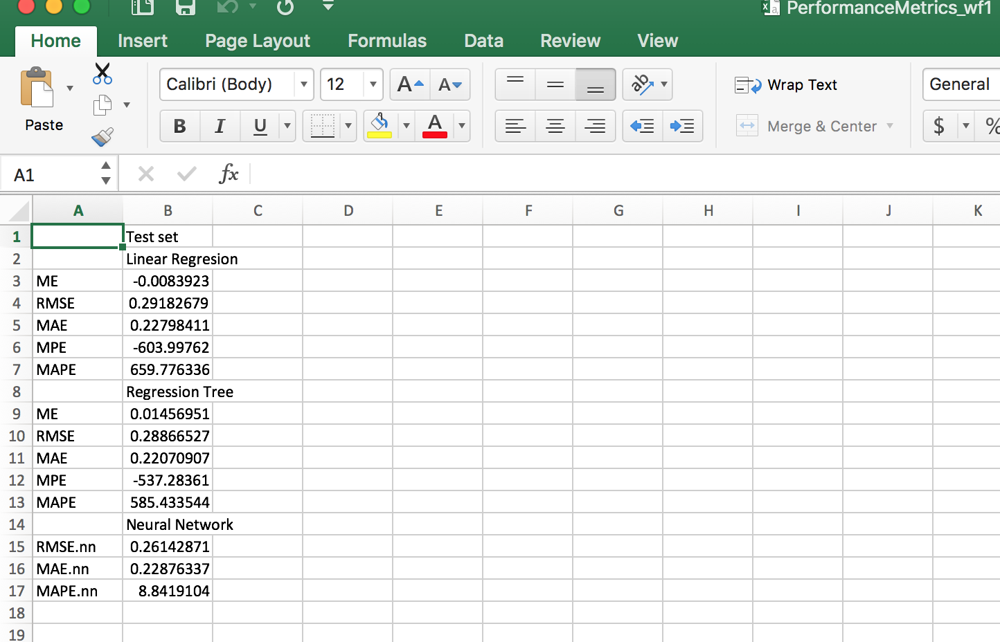 PerformanceMetrics_wf1
Home Insert Page Layout Formulas Data Review View
Calibri (Body) 12 A A ab Wrap Text General
Paste B I U A Merge & Center $ %
A1 fx
A B C D E F G H I J K
1 Test set
2 Linear Regresion
3 ME -0.0083923
4 RMSE 0.29182679
5 MAE 0.22798411
6 MPE -603.99762
7 MAPE 659.776336
8 Regression Tree
9 ME 0.01456951
10 RMSE 0.28866527
11 MAE 0.22070907
12 MPE -537.28361
13 MAPE 585.433544
14 Neural Network
15 RMSE.nn 0.26142871
16 MAE.nn 0.22876337
17 MAPE.nn 8.8419104
18
19